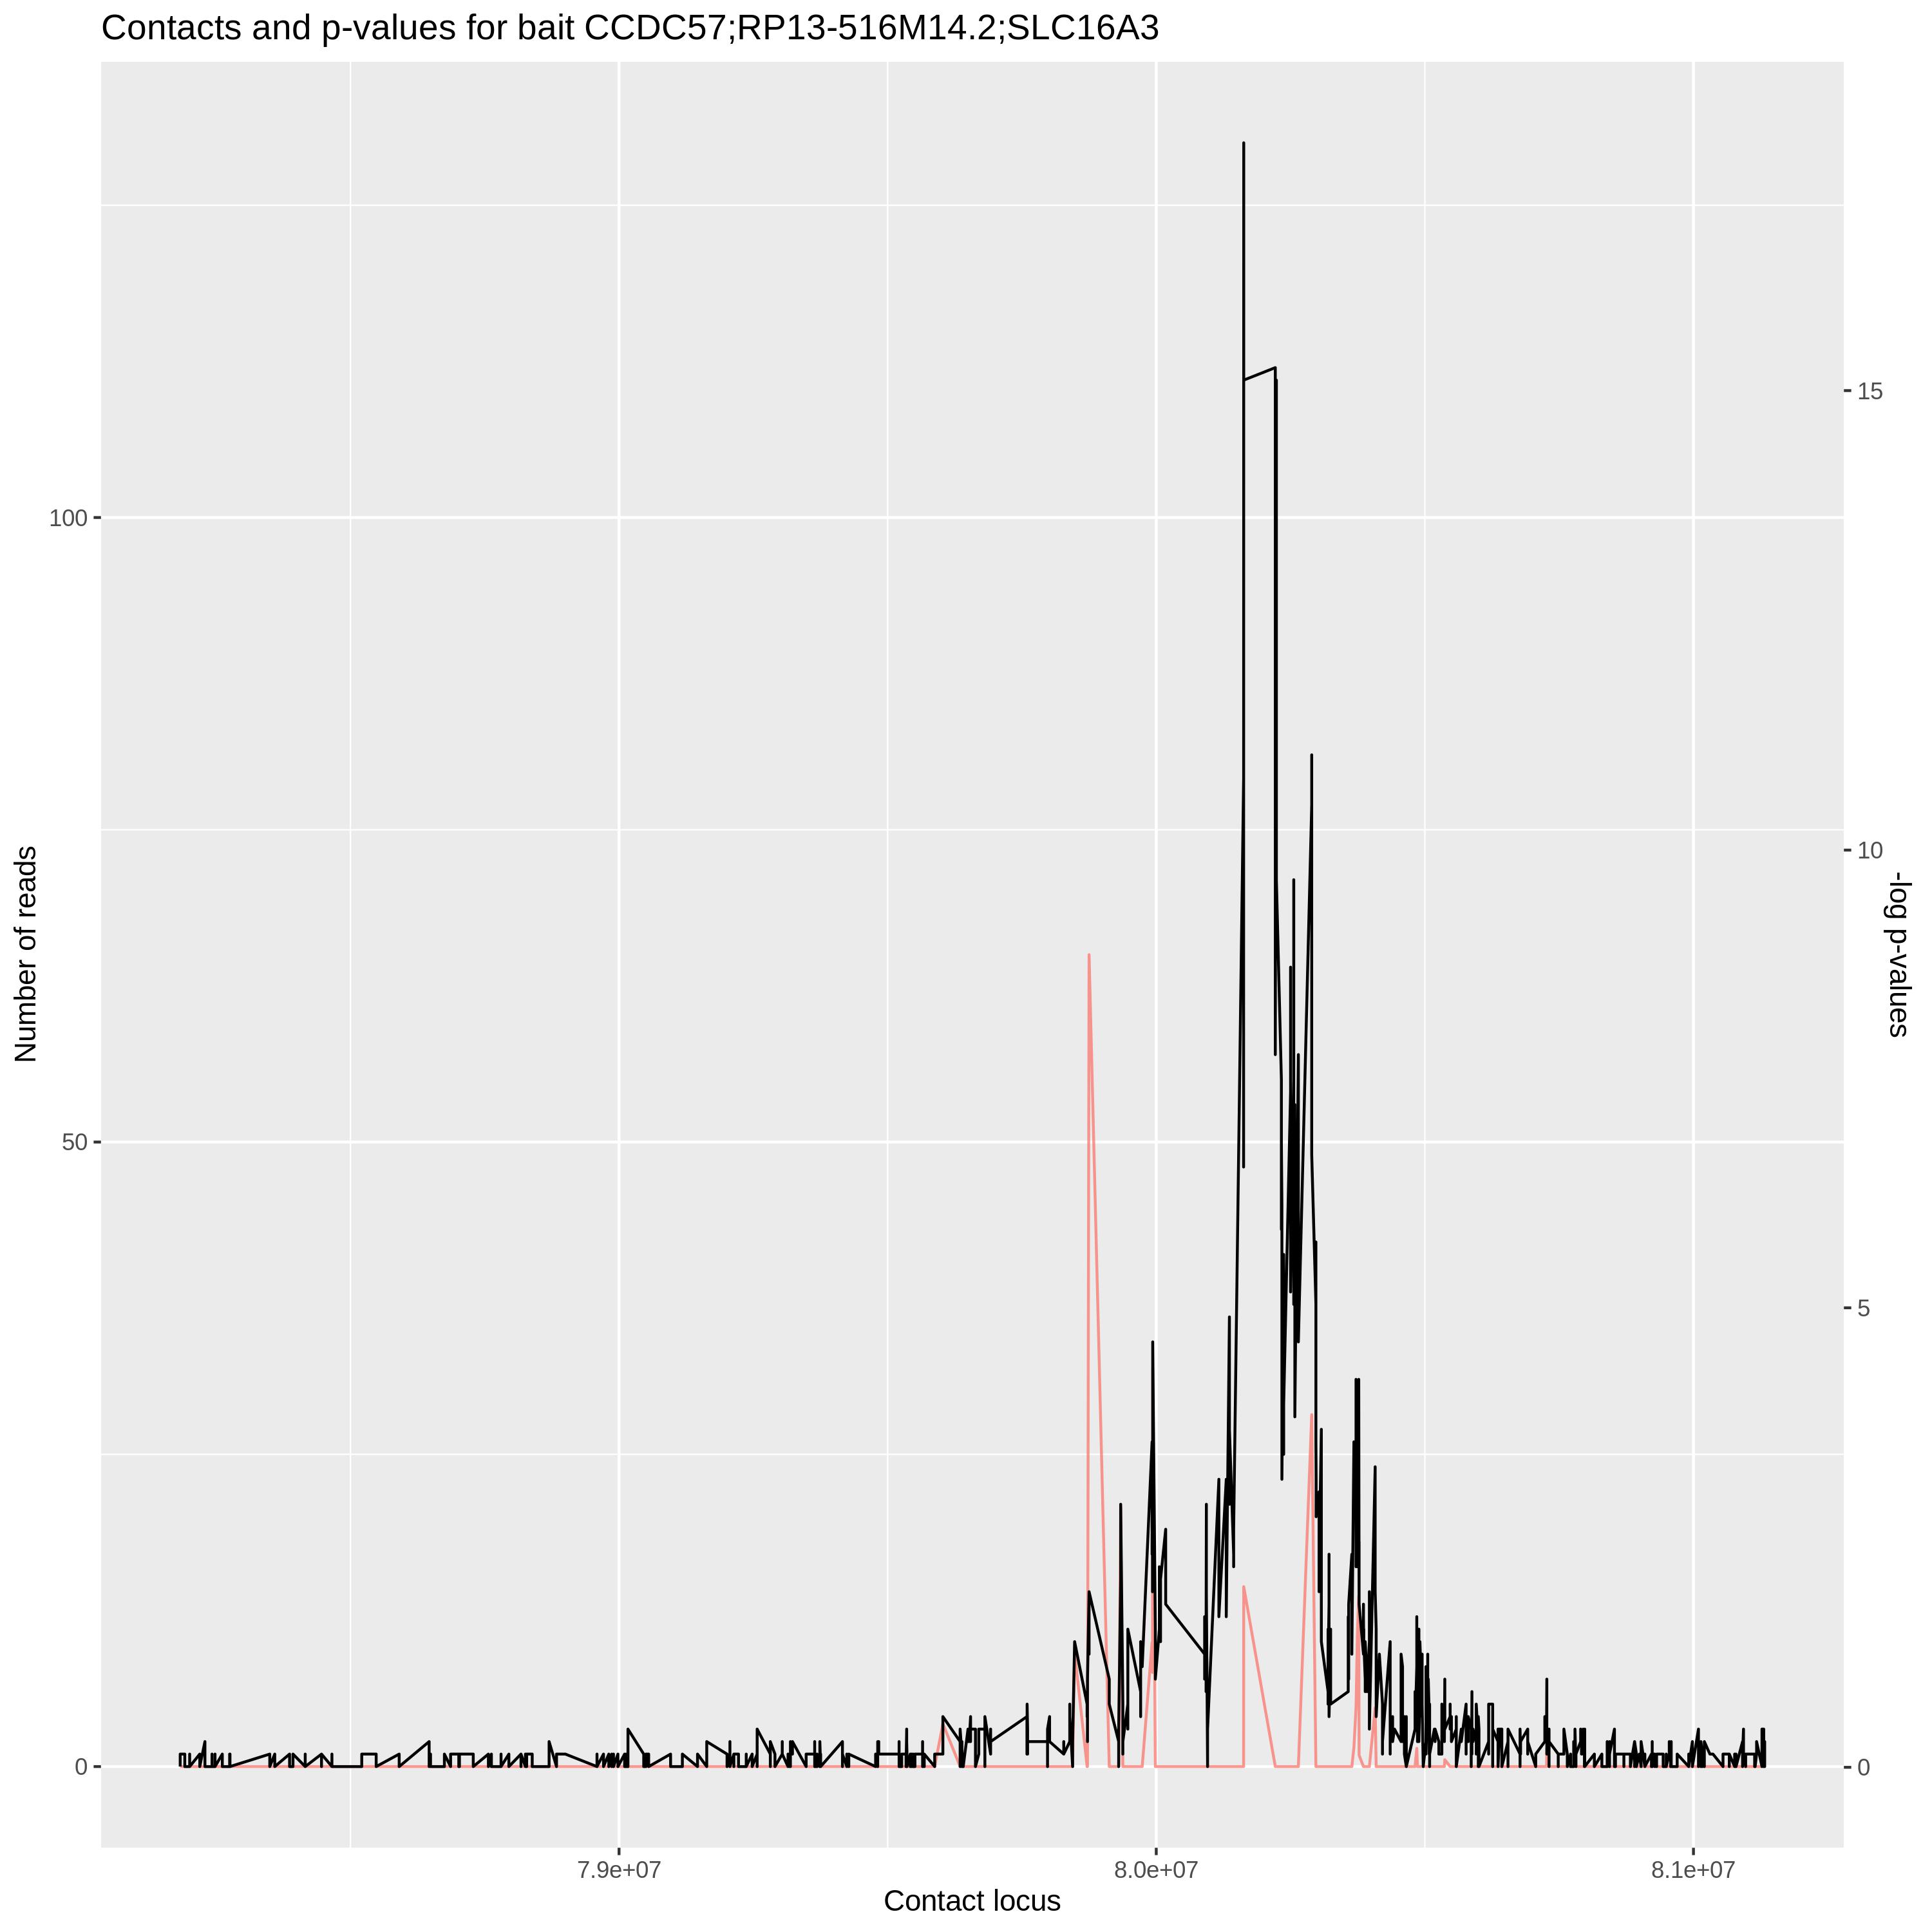 Contacts and p-values for bait CCDC57;RP13-516M14.2;SLC16A3
Number of reads
100
50
0
15
10
5
0
-log p-values
7.9e+07
8.0e+07
8.1e+07
Contact locus